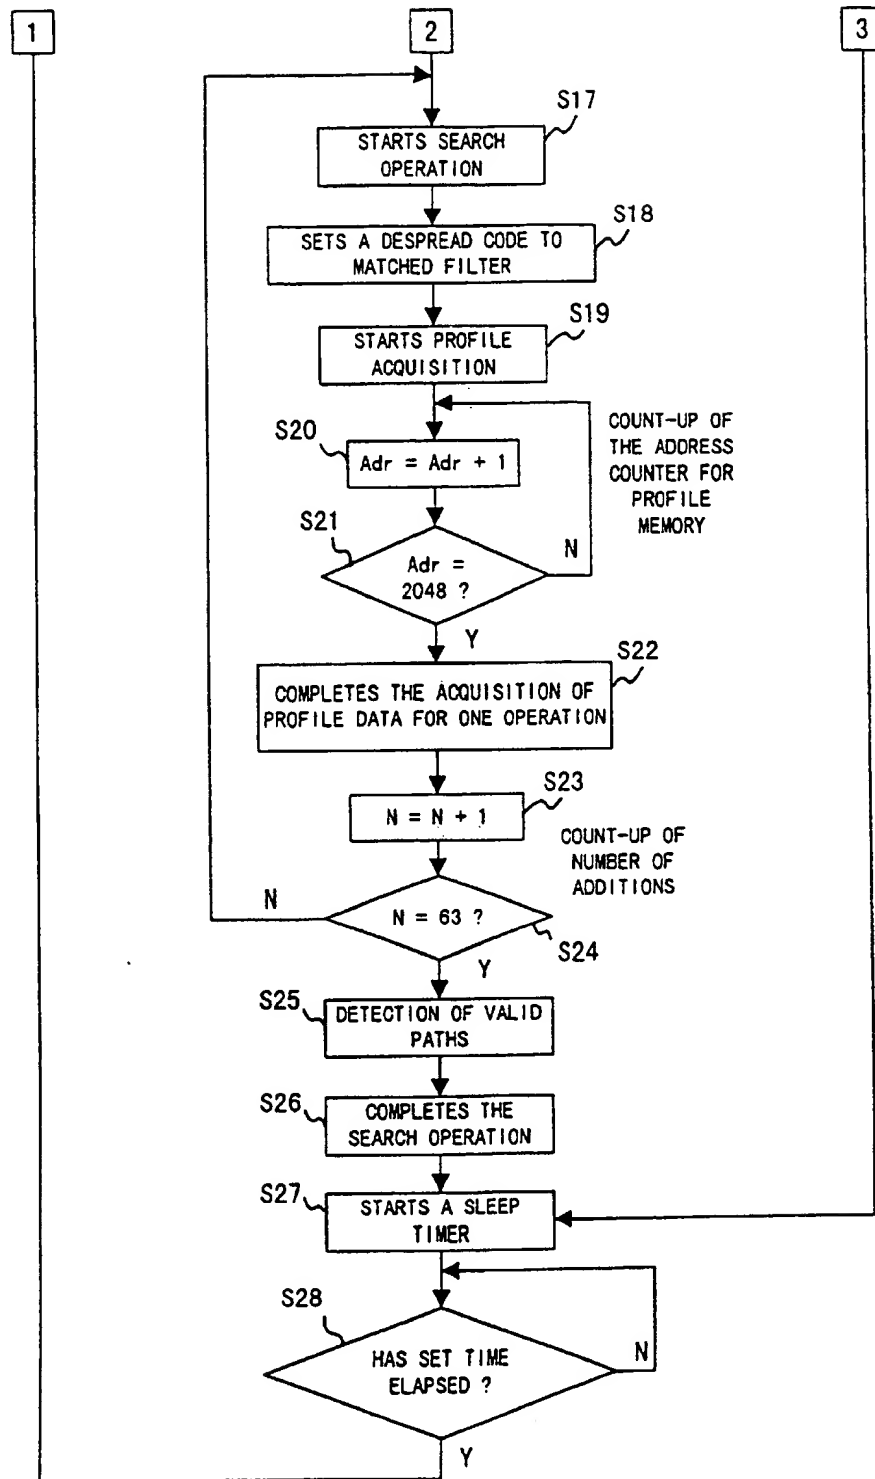 1
2
3
S17
STARTS SEARCH
OPERATION
S18
SETS A DESPREAD CODE TO
MATCHED FILTER
S19
STARTS PROFILE
ACQUISITION
S20
Adr = Adr + 1
COUNT-UP OF
THE ADDRESS
COUNTER FOR
PROFILE
MEMORY
S21
Adr =
2048 ?
N
Y
S22
COMPLETES THE ACQUISITION OF
PROFILE DATA FOR ONE OPERATION
S23
N = N + 1
COUNT-UP OF
NUMBER OF
ADDITIONS
N
N = 63 ?
S24
Y
S25
DETECTION OF VALID
PATHS
S26
COMPLETES THE
SEARCH OPERATION
S27
STARTS A SLEEP
TIMER
S28
HAS SET TIME
ELAPSED ?
N
Y